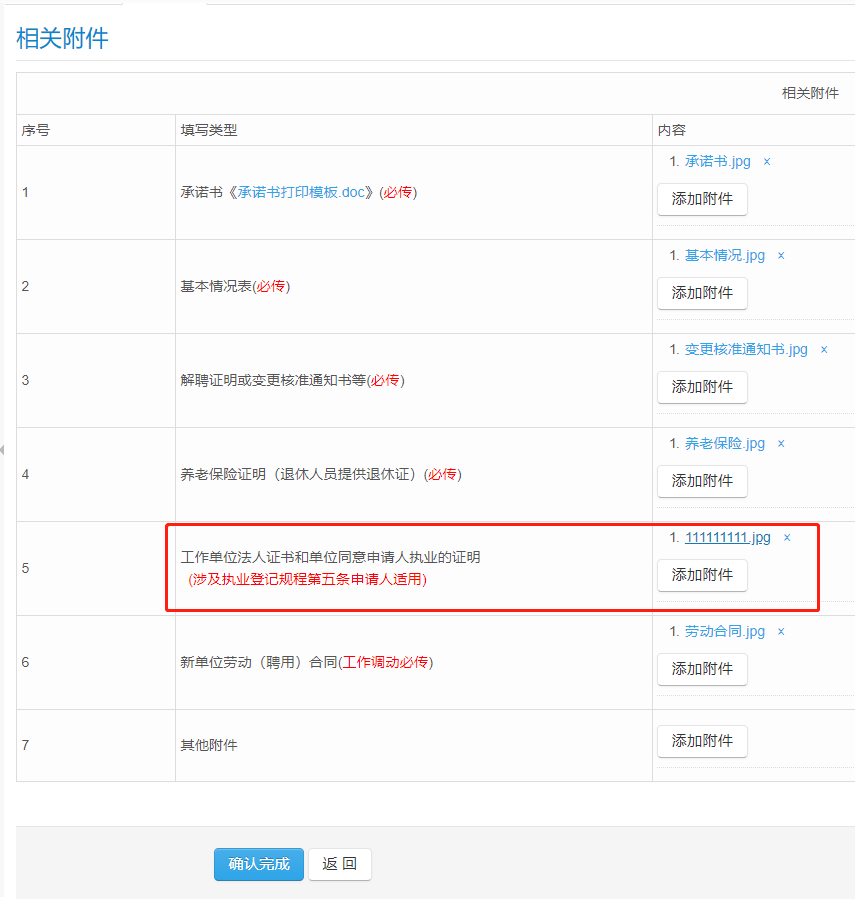 相关附件
相关附件
序号 填写类型 内容
1 承诺书《承诺书打印模板.doc》(必传) 1. 承诺书.jpg ×
添加附件
2 基本情况表(必传) 1. 基本情况.jpg ×
添加附件
3 解聘证明或变更核准通知书等(必传) 1. 变更核准通知书.jpg ×
添加附件
4 养老保险证明（退休人员提供退休证）(必传) 1. 养老保险.jpg ×
添加附件
5 工作单位法人证书和单位同意申请人执业的证明 1. 111111111.jpg ×
(涉及执业登记规程第五条申请人适用) 添加附件
6 新单位劳动（聘用）合同(工作调动必传) 1. 劳动合同.jpg ×
添加附件
7 其他附件 添加附件
确认完成 返 回